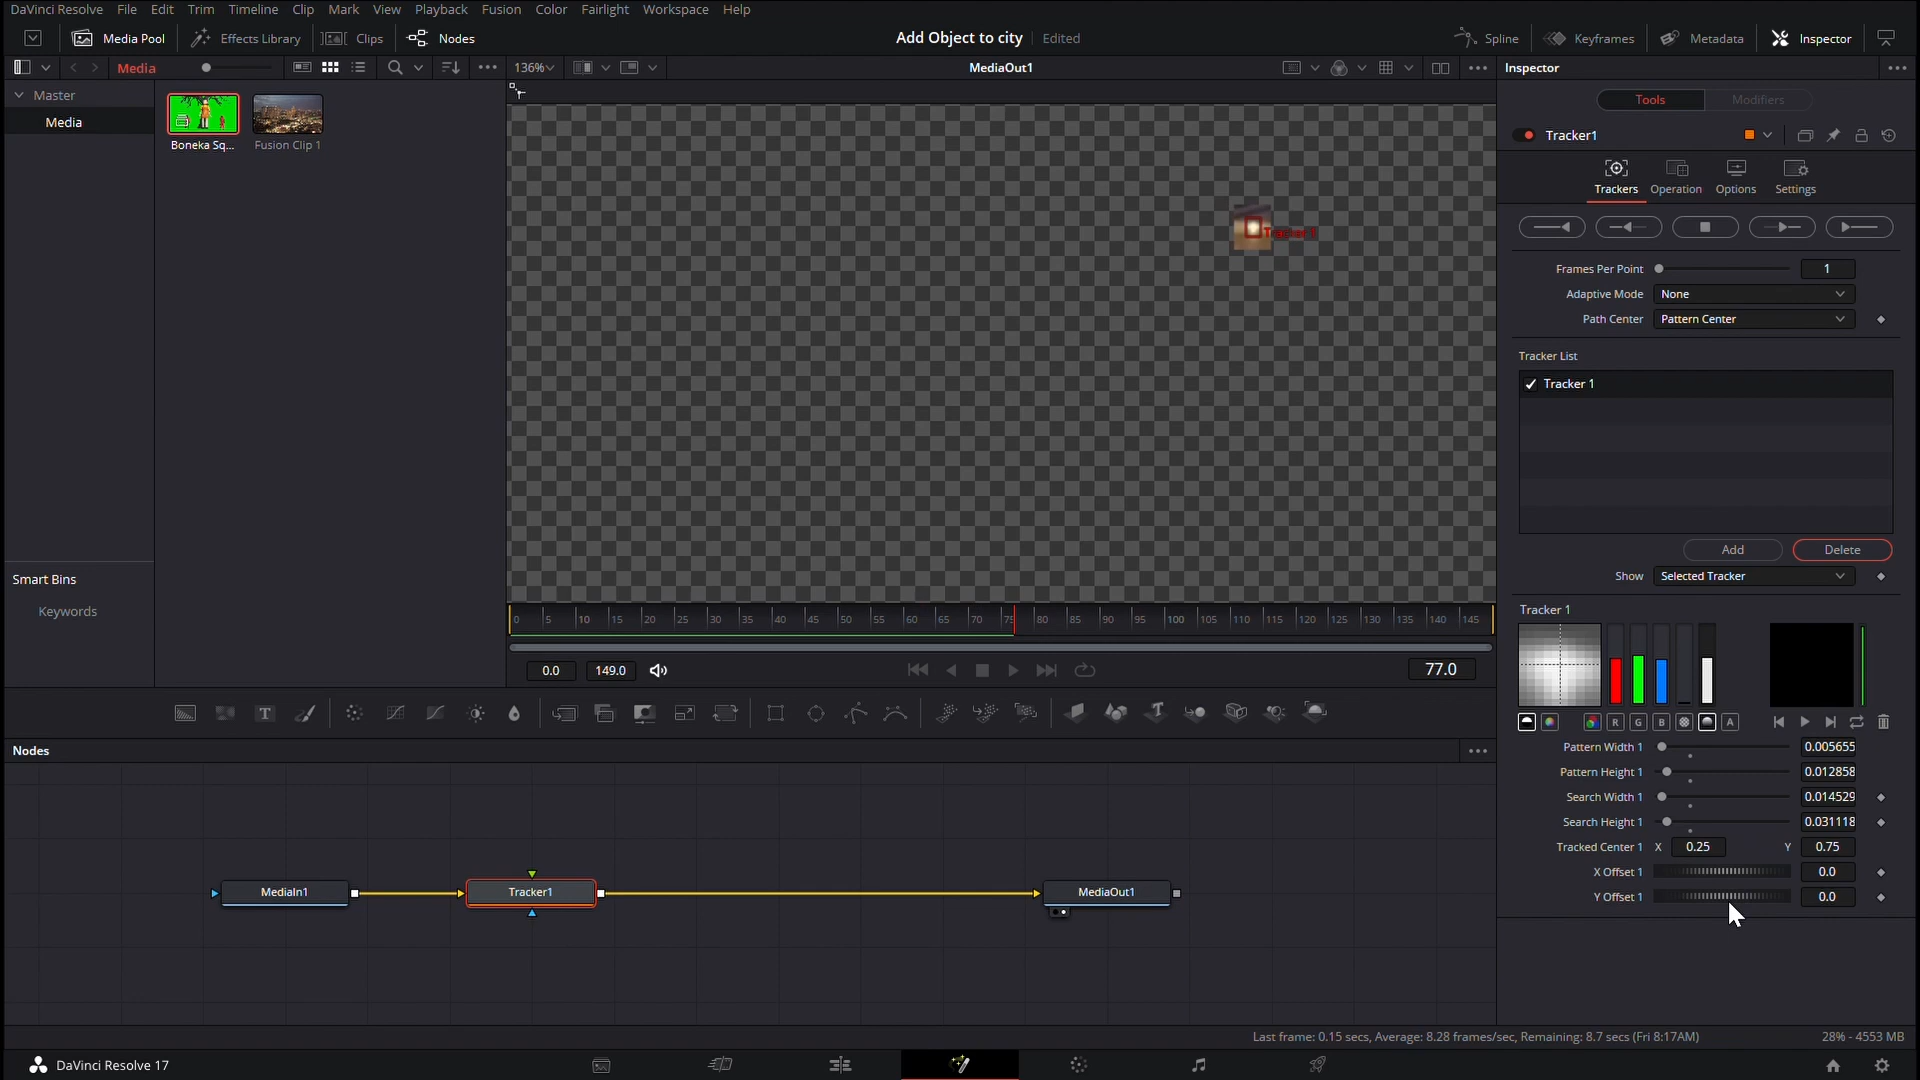 DaVinci Resolve File Edit Trim Timeline Clip Mark View Playback Fusion Color Fairlight Workspace Help
Media Pool Effects Library Clips Nodes Add Object to city Edited Spline Keyframes Metadata Inspector
Media 136% MediaOut1 Inspector
Master
Media
Boneka Sq...
Fusion Clip 1
Tools Modifiers
Tracker1
Trackers Operation Options Settings
Tracker 1
Frames Per Point 1
Adaptive Mode None
Path Center Pattern Center
Tracker List
Tracker 1
Add Delete
Show Selected Tracker
Smart Bins
Keywords
0 5 10 15 20 25 30 35 40 45 50 55 60 65 70 75 80 85 90 95 100 105 110 115 120 125 130 135 140 145
0.0 149.0 77.0
Tracker 1
R G B A
Nodes
Pattern Width 1 0.005655
Pattern Height 1 0.012858
Search Width 1 0.014529
Search Height 1 0.031118
Tracked Center 1 X 0.25 Y 0.75
X Offset 1 0.0
Y Offset 1 0.0
MediaIn1 Tracker1 MediaOut1
Last frame: 0.15 secs, Average: 8.28 frames/sec, Remaining: 8.7 secs (Fri 8:17AM) 28% - 4553 MB
DaVinci Resolve 17